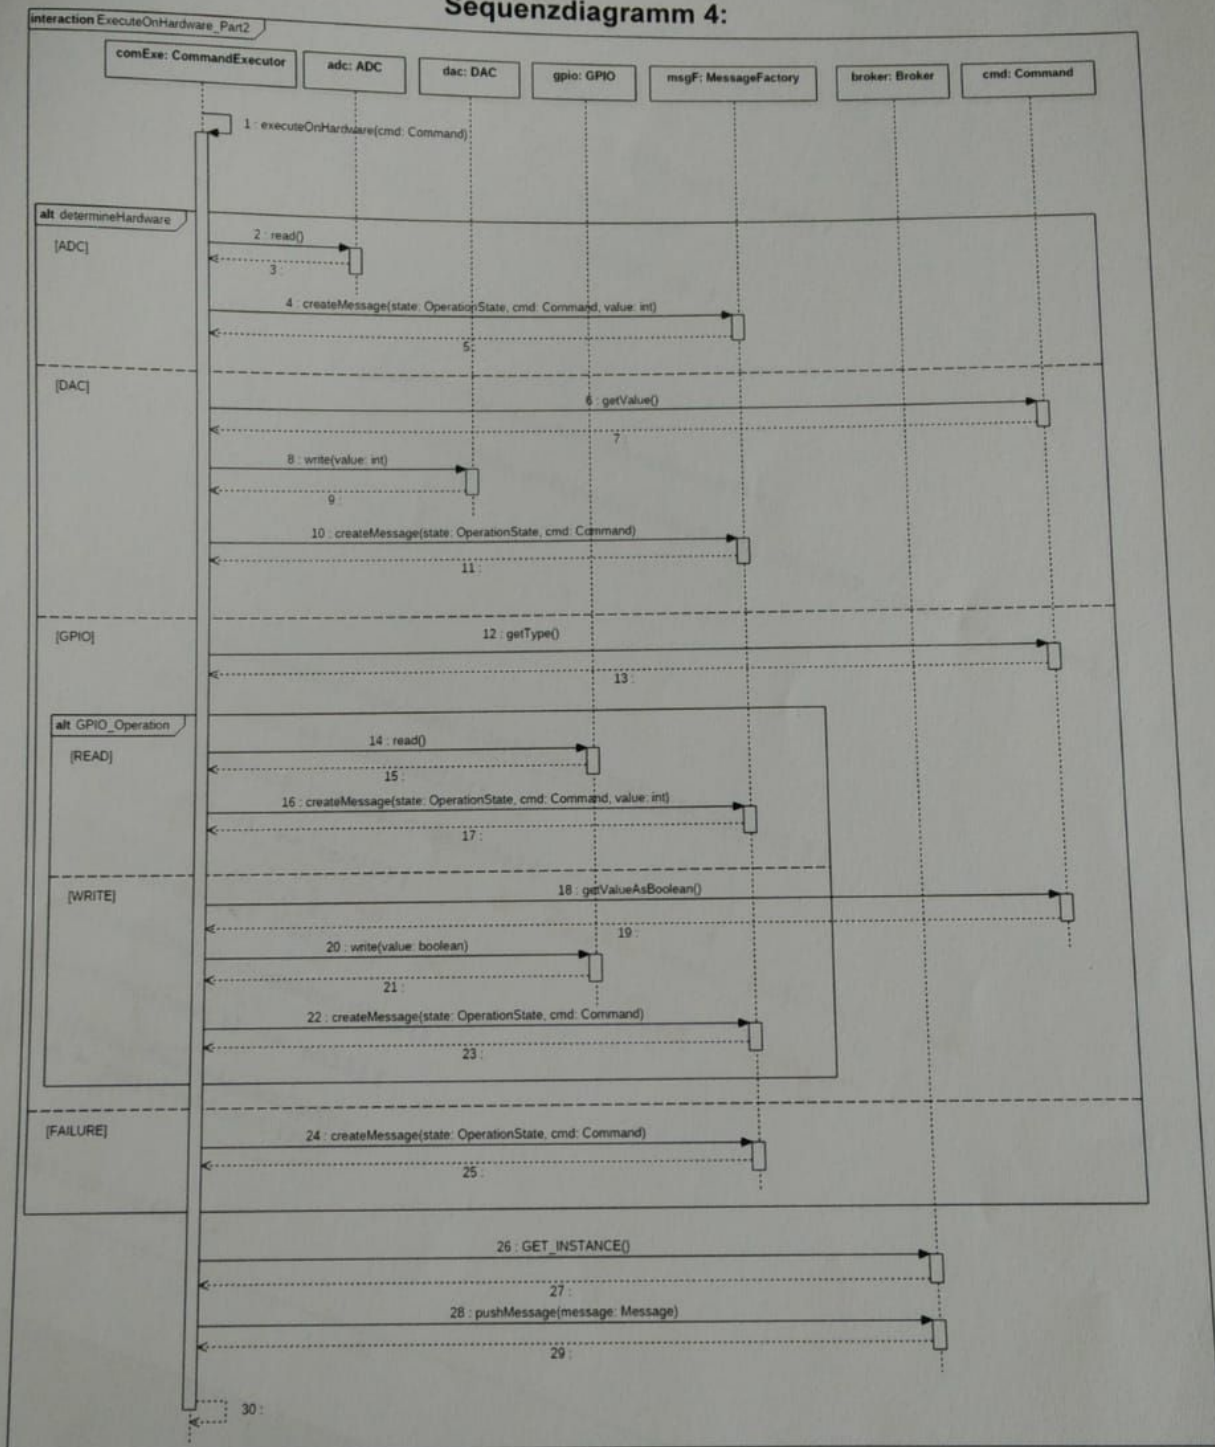 Sequenzdiagramm 4:
interaction ExecuteOnHardware_Part2
comExe: CommandExecutor
adc: ADC
dac: DAC
gpio: GPIO
msgF: MessageFactory
broker: Broker
cmd: Command
1 : executeOnHardware(cmd: Command)
alt determineHardware
[ADC]
2 : read()
3 :
4 : createMessage(state: OperationState, cmd: Command, value: int)
5:
[DAC]
6 : getValue()
7
8 : write(value: int)
9 :
10 : createMessage(state: OperationState, cmd: Command)
11 :
[GPIO]
12 : getType()
13 :
alt GPIO_Operation
[READ]
14 : read()
15 :
16 : createMessage(state: OperationState, cmd: Command, value: int)
17 :
[WRITE]
18 : getValueAsBoolean()
19 :
20 : write(value: boolean)
21 :
22 : createMessage(state: OperationState, cmd: Command)
23 :
[FAILURE]
24 : createMessage(state: OperationState, cmd: Command)
25 :
26 : GET_INSTANCE()
27 :
28 : pushMessage(message: Message)
29 :
30 :